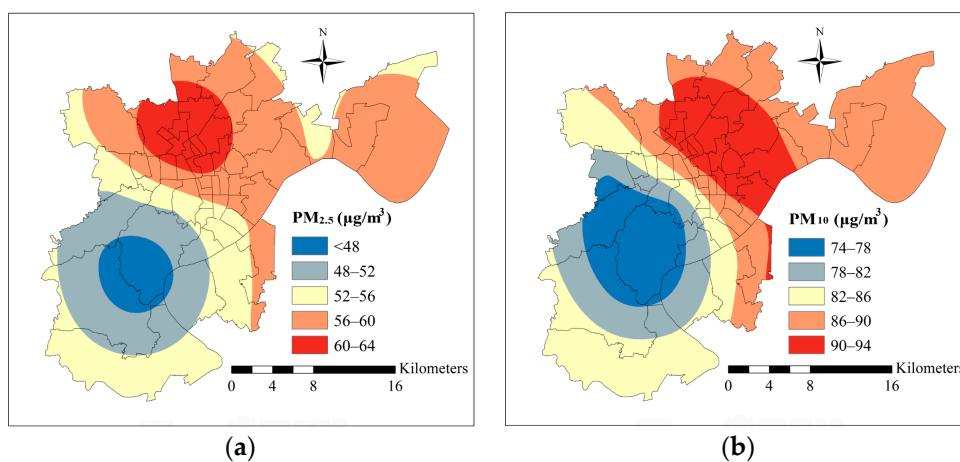 N
PM2.5 (μg/m³)
<48
48–52
52–56
56–60
60–64
Kilometers
0 4 8 16
(a)
N
PM10 (μg/m³)
74–78
78–82
82–86
86–90
90–94
Kilometers
0 4 8 16
(b)